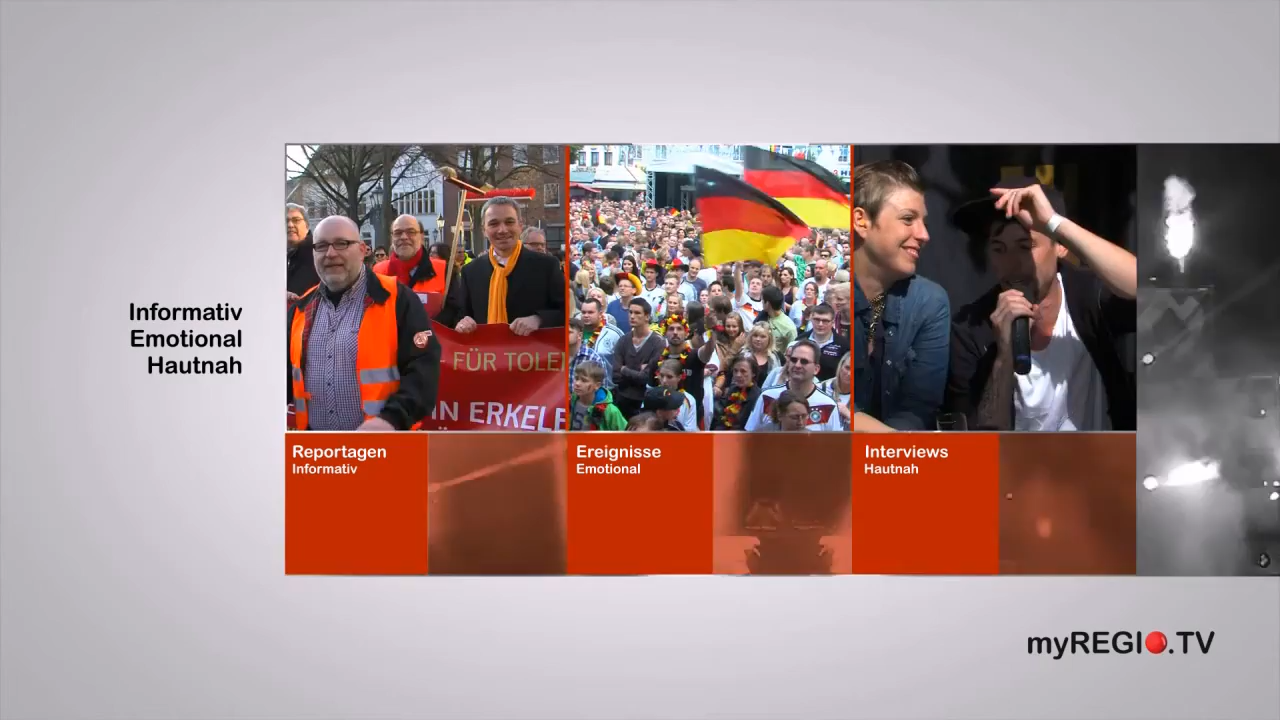 Informativ
Emotional
Hautnah
FÜR TOLE
IN ERKELE
Reportagen
Informativ
Ereignisse
Emotional
Interviews
Hautnah
myREGIO.TV